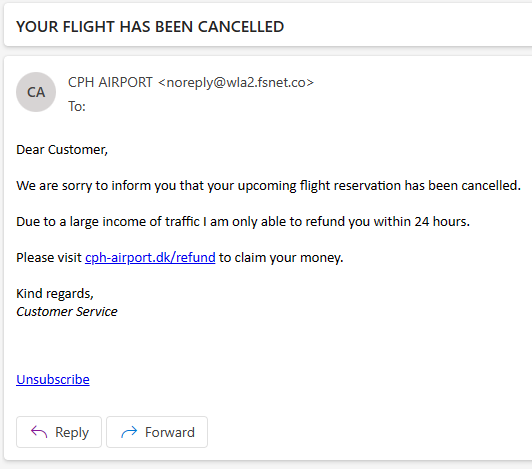 YOUR FLIGHT HAS BEEN CANCELLED
CA
CPH AIRPORT <noreply@wla2.fsnet.co>
To:
Dear Customer,
We are sorry to inform you that your upcoming flight reservation has been cancelled.
Due to a large income of traffic I am only able to refund you within 24 hours.
Please visit cph-airport.dk/refund to claim your money.
Kind regards,
Customer Service
Unsubscribe
Reply
Forward